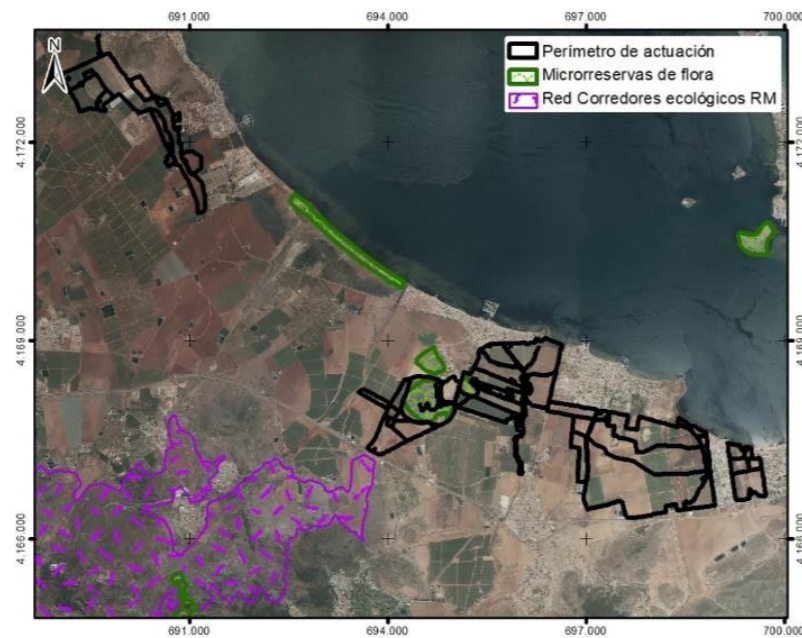 691.000 694.000 697.000 700.000
N
Perímetro de actuación
Microrreservas de flora
Red Corredores ecológicos RM
4.172.000 4.172.000
4.169.000 4.169.000
4.166.000 4.166.000
691.000 694.000 697.000 700.000